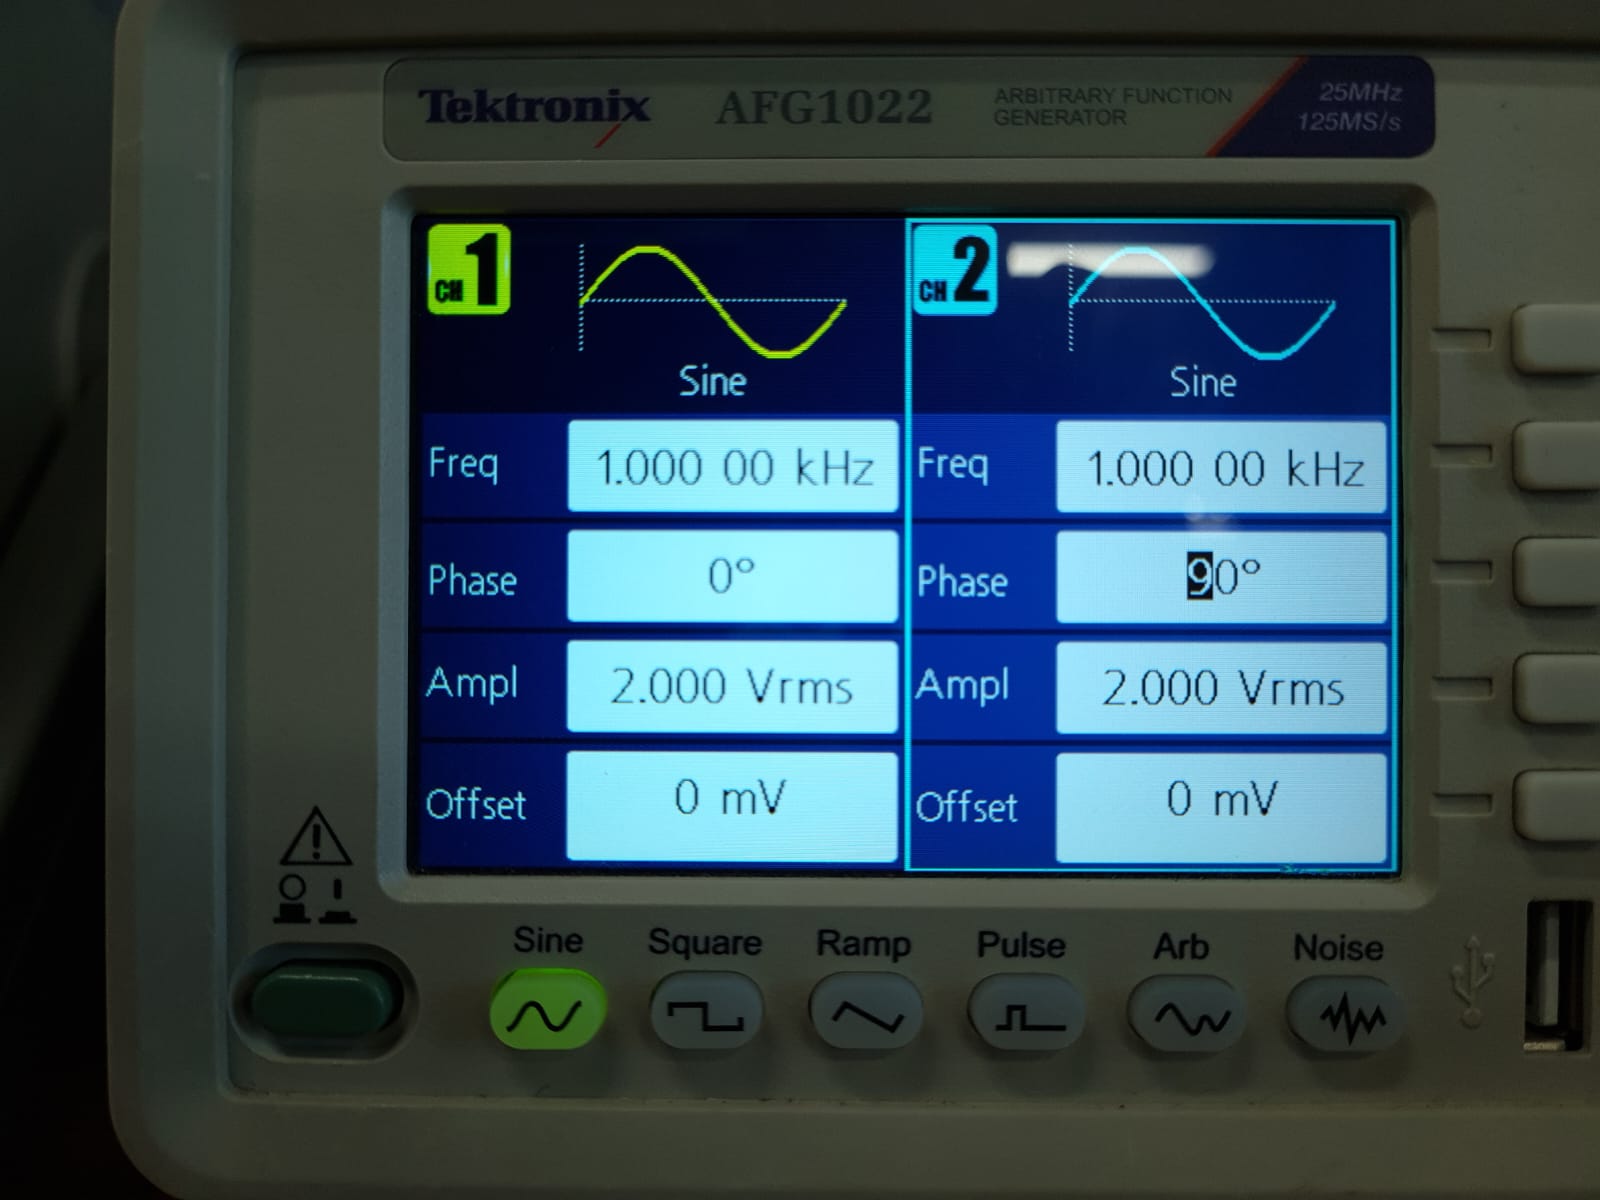 Tektronix AFG1022 ARBITRARY FUNCTION GENERATOR
25MHz
125MS/s
CH 1
Sine
Freq 1.000 00 kHz
Phase 0°
Ampl 2.000 Vrms
Offset 0 mV
CH 2
Sine
Freq 1.000 00 kHz
Phase 90°
Ampl 2.000 Vrms
Offset 0 mV
Sine Square Ramp Pulse Arb Noise